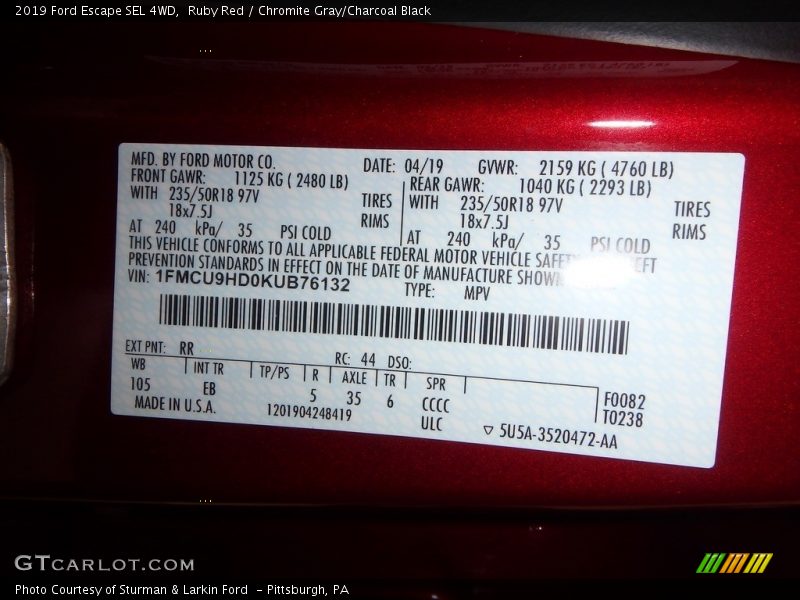 2019 Ford Escape SEL 4WD,  Ruby Red / Chromite Gray/Charcoal Black
MFD. BY FORD MOTOR CO. DATE: 04/19 GVWR: 2159 KG ( 4760 LB)
FRONT GAWR: 1125 KG ( 2480 LB) REAR GAWR: 1040 KG ( 2293 LB)
WITH 235/50R18 97V TIRES WITH 235/50R18 97V TIRES
18x7.5J RIMS 18x7.5J RIMS
AT 240 kPa/ 35 PSI COLD AT 240 kPa/ 35 PSI COLD
THIS VEHICLE CONFORMS TO ALL APPLICABLE FEDERAL MOTOR VEHICLE
PREVENTION STANDARDS IN EFFECT ON THE DATE OF MANUFACTURE
VIN: 1FMCU9HD0KUB76132 TYPE: MPV
EXT PNT: RR RC: 44 DSO:
WB INT TR TP/PS R AXLE TR SPR
105 EB 5 35 6 CCCC F0082
MADE IN U.S.A. 1201904248419 ULC T0238
▽ 5U5A-3520472-AA
GTCARLOT.COM
Photo Courtesy of Sturman & Larkin Ford  - Pittsburgh, PA